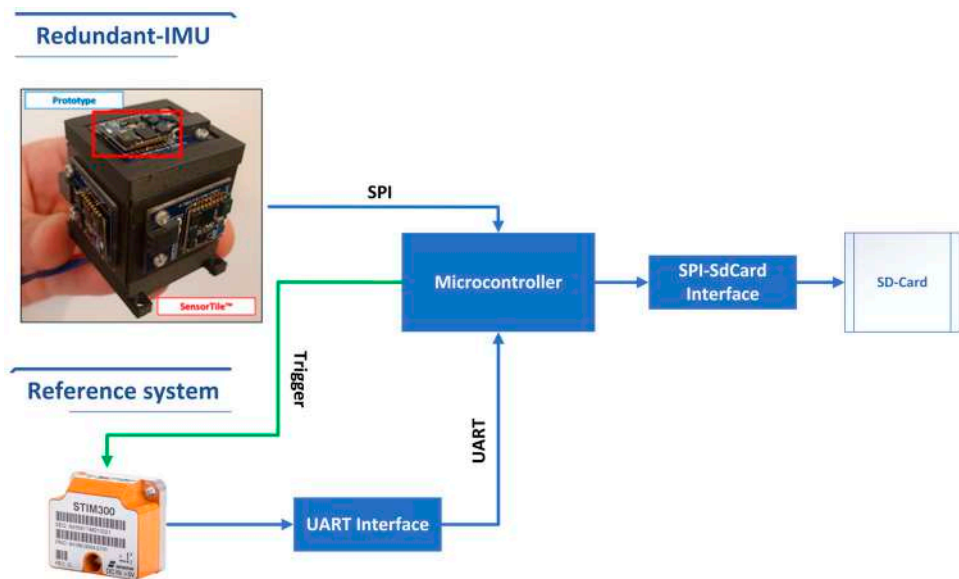 Redundant-IMU
Prototype
SensorTile™
SPI
Microcontroller
SPI-SdCard
Interface
SD-Card
Trigger
Reference system
UART
STIM300
UART Interface